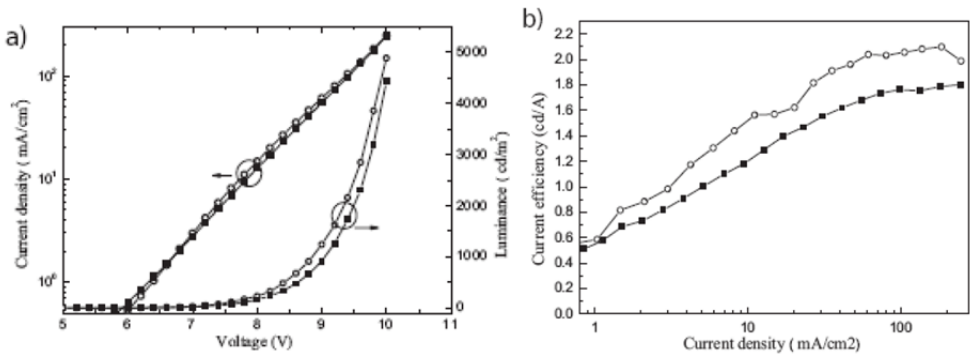 a)
Current density ( mA/cm²)
10²
10¹
10⁰
5 6 7 8 9 10 11
Voltage (V)
5000
4000
3000
2000
1000
0
Luminance ( cd/m²)
b)
Current efficiency (cd/A)
2.2
2.0
1.8
1.6
1.4
1.2
1.0
0.8
0.6
0.4
0.2
0.0
1 10 100
Current density ( mA/cm2)